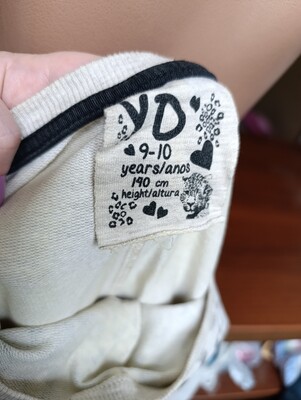 YD
9-10
years/anos
140 cm
height/altura